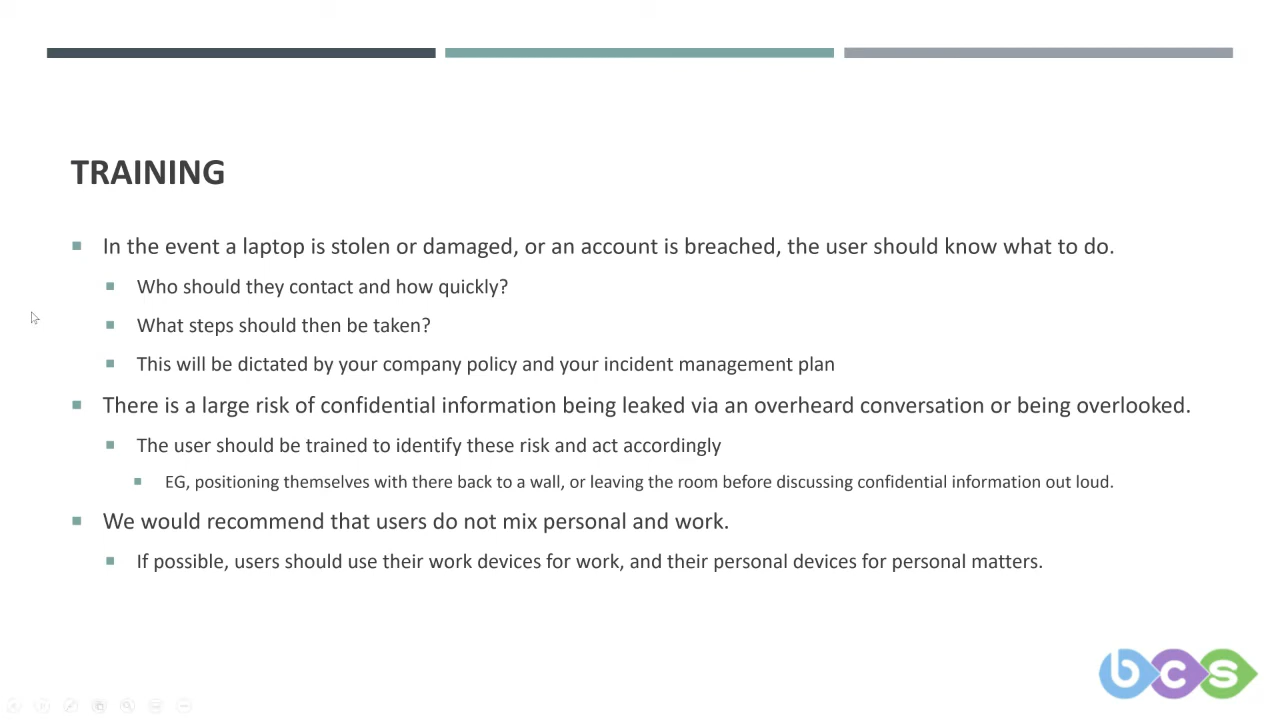 TRAINING
In the event a laptop is stolen or damaged, or an account is breached, the user should know what to do.
Who should they contact and how quickly?
What steps should then be taken?
This will be dictated by your company policy and your incident management plan
There is a large risk of confidential information being leaked via an overheard conversation or being overlooked.
The user should be trained to identify these risk and act accordingly
EG, positioning themselves with there back to a wall, or leaving the room before discussing confidential information out loud.
We would recommend that users do not mix personal and work.
If possible, users should use their work devices for work, and their personal devices for personal matters.
bcs